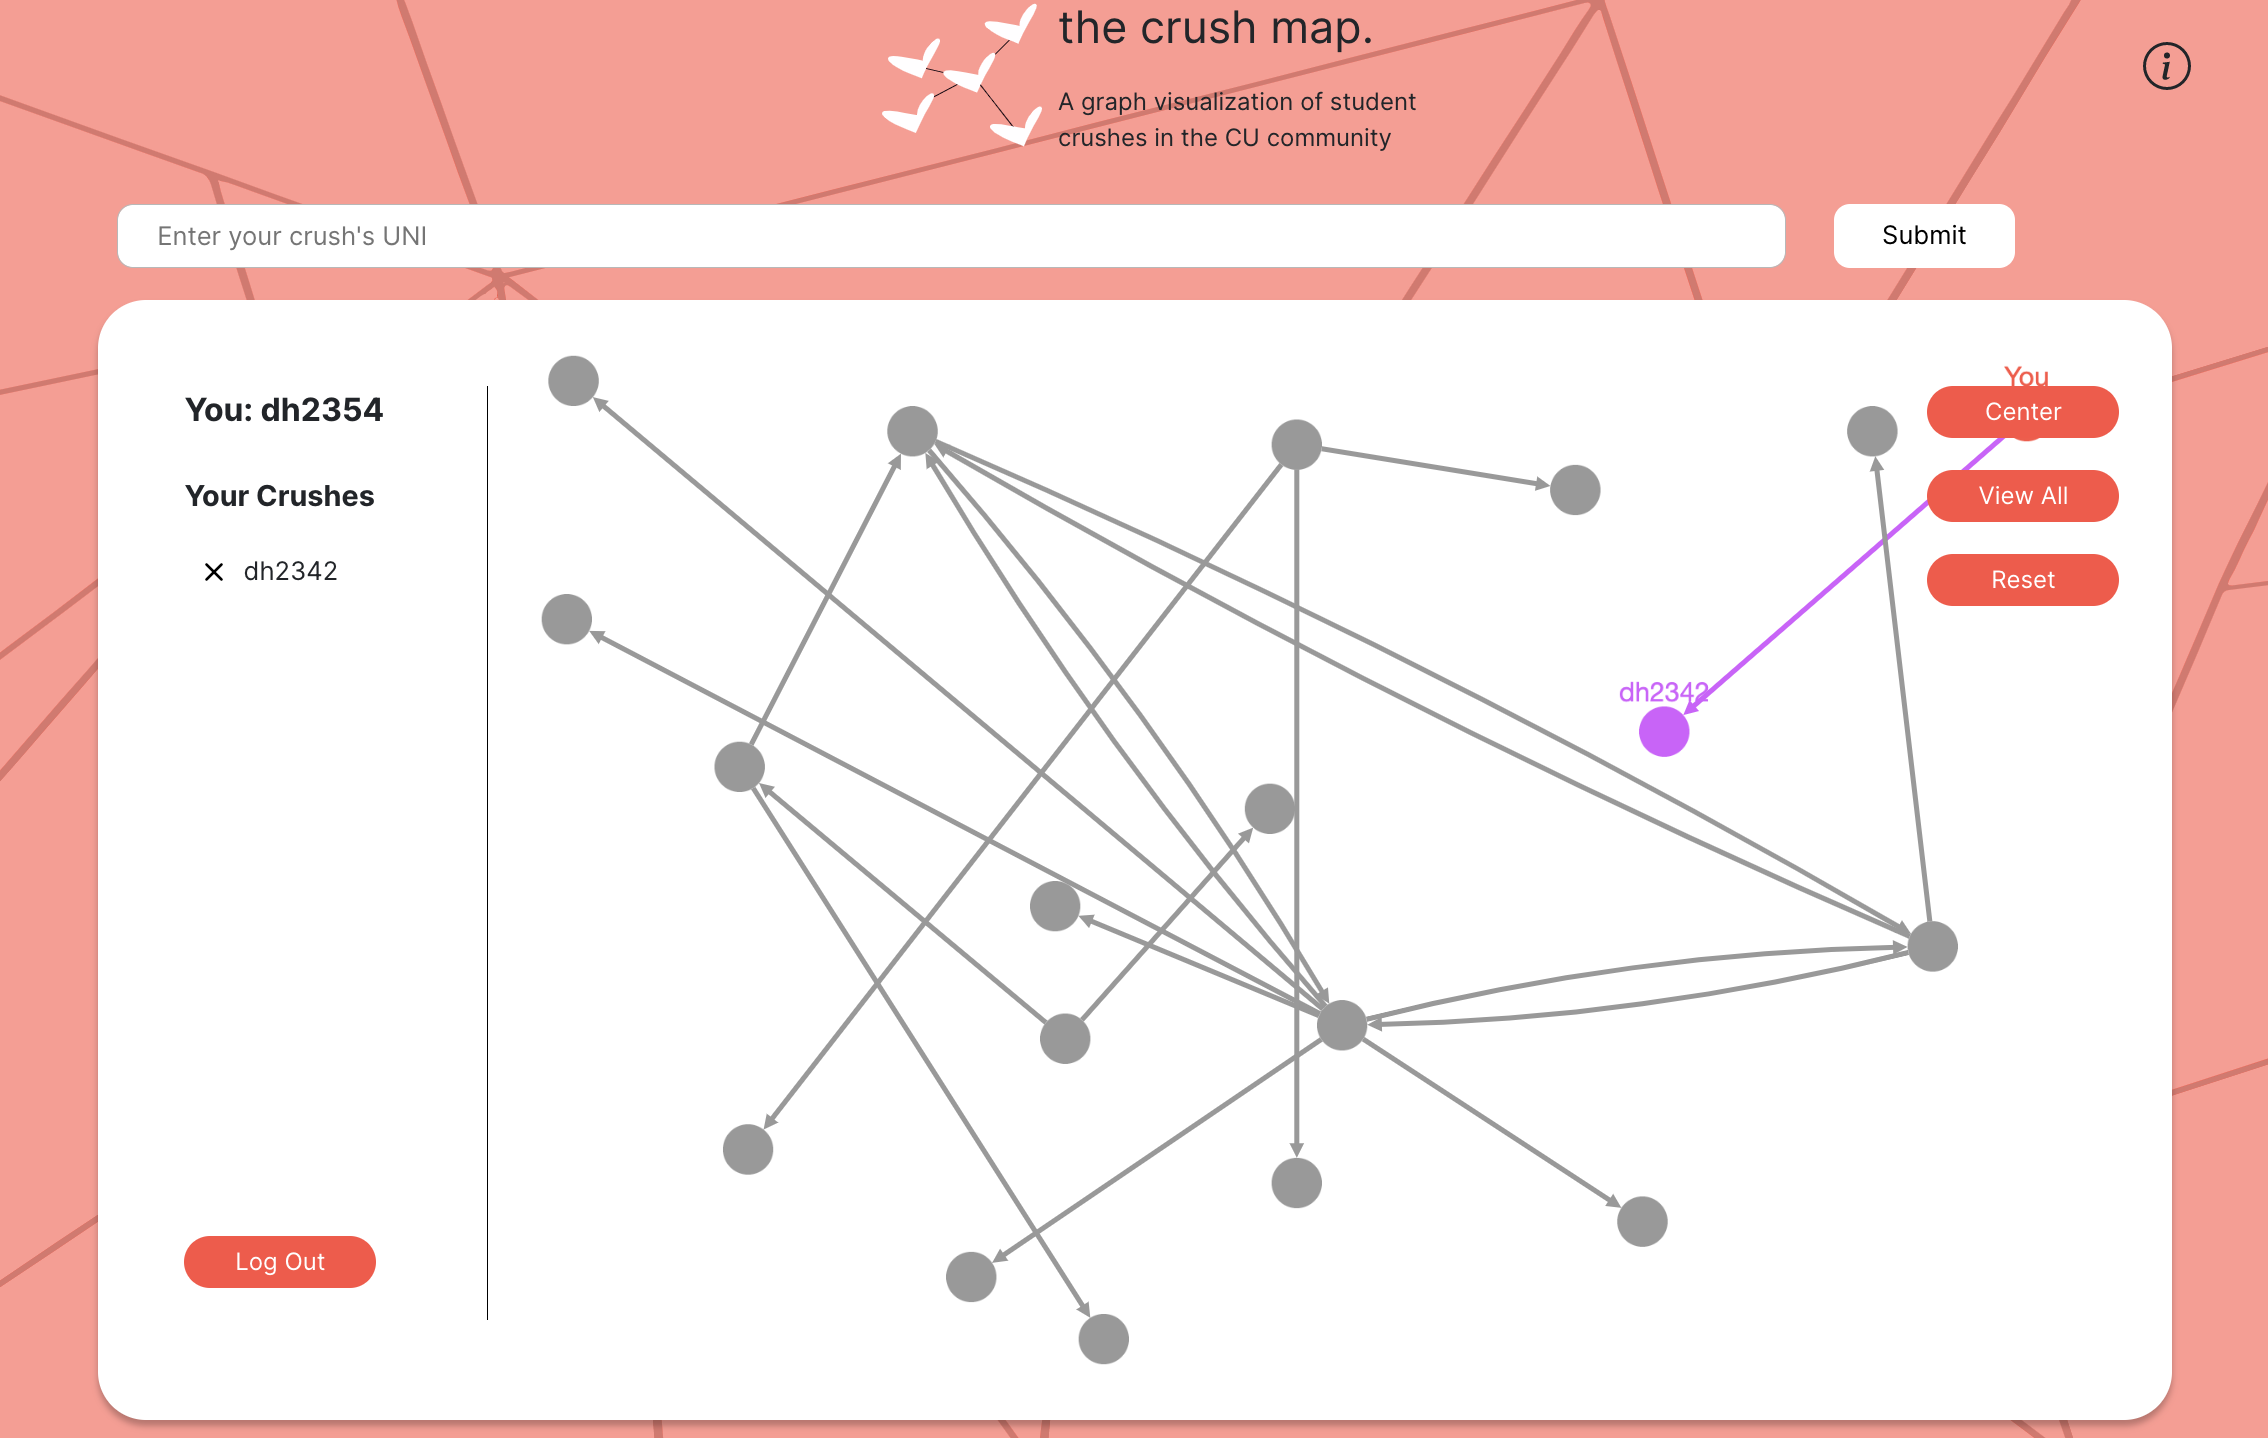 the crush map.
A graph visualization of student
crushes in the CU community
i
Enter your crush's UNI
Submit
You: dh2354
Your Crushes
× dh2342
Log Out
You
Center
View All
Reset
dh2342